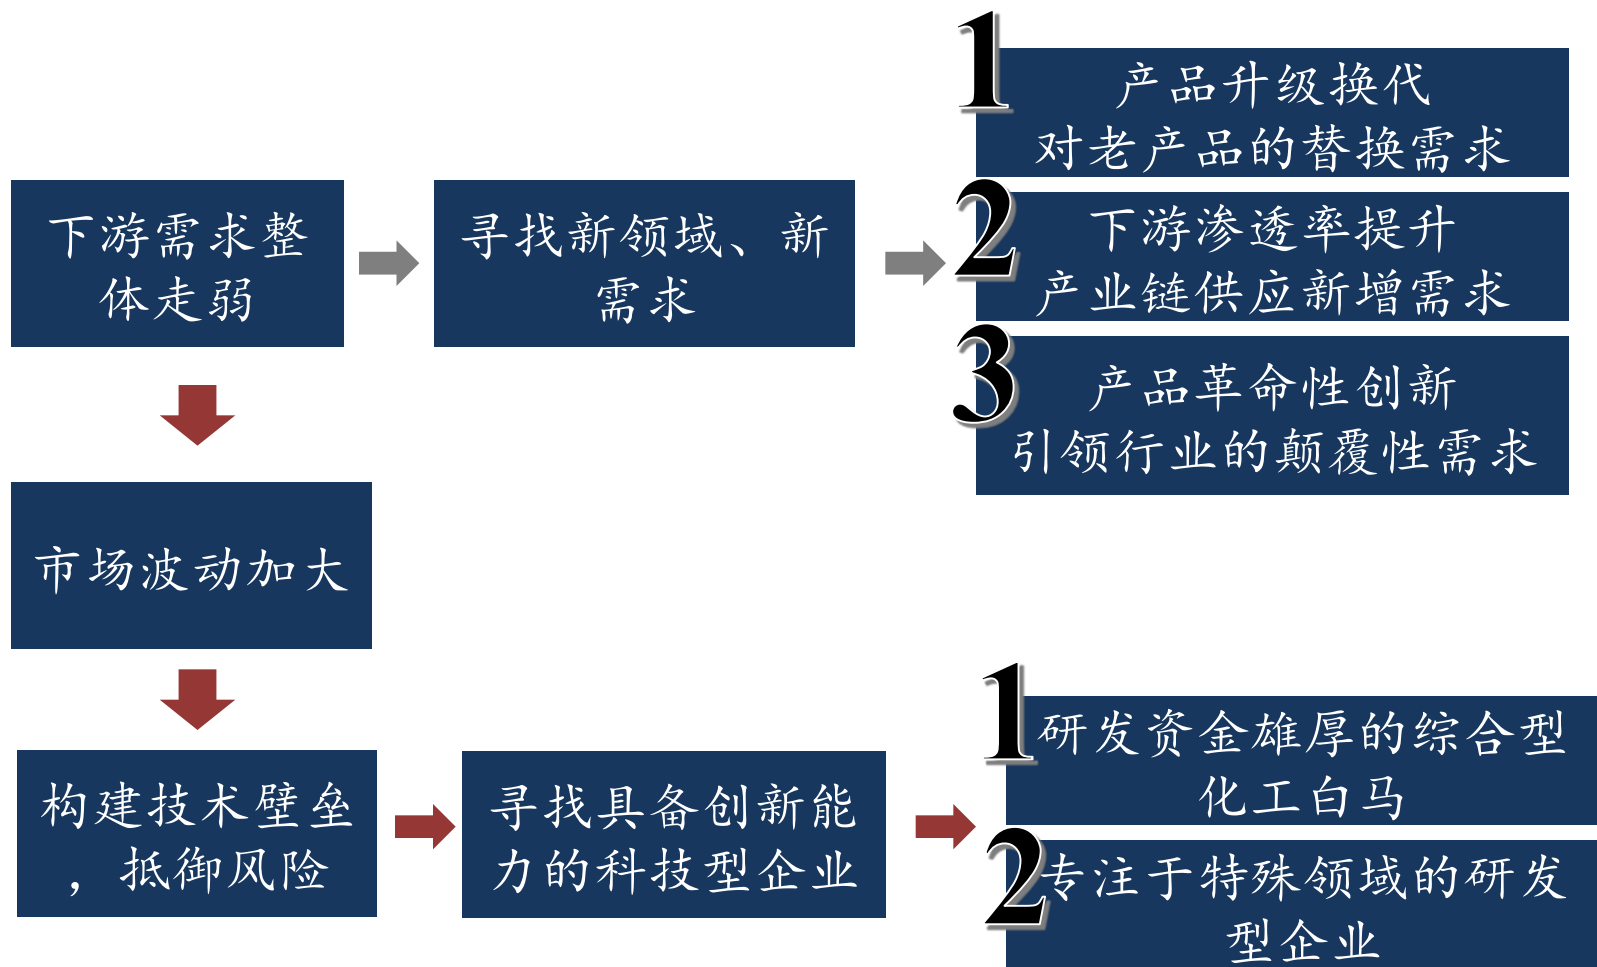 下游需求整
体走弱
寻找新领域、新
需求
1
产品升级换代
对老产品的替换需求
2
下游渗透率提升
产业链供应新增需求
3
产品革命性创新
引领行业的颠覆性需求
市场波动加大
构建技术壁垒
，抵御风险
寻找具备创新能
力的科技型企业
1
研发资金雄厚的综合型
化工白马
2
专注于特殊领域的研发
型企业